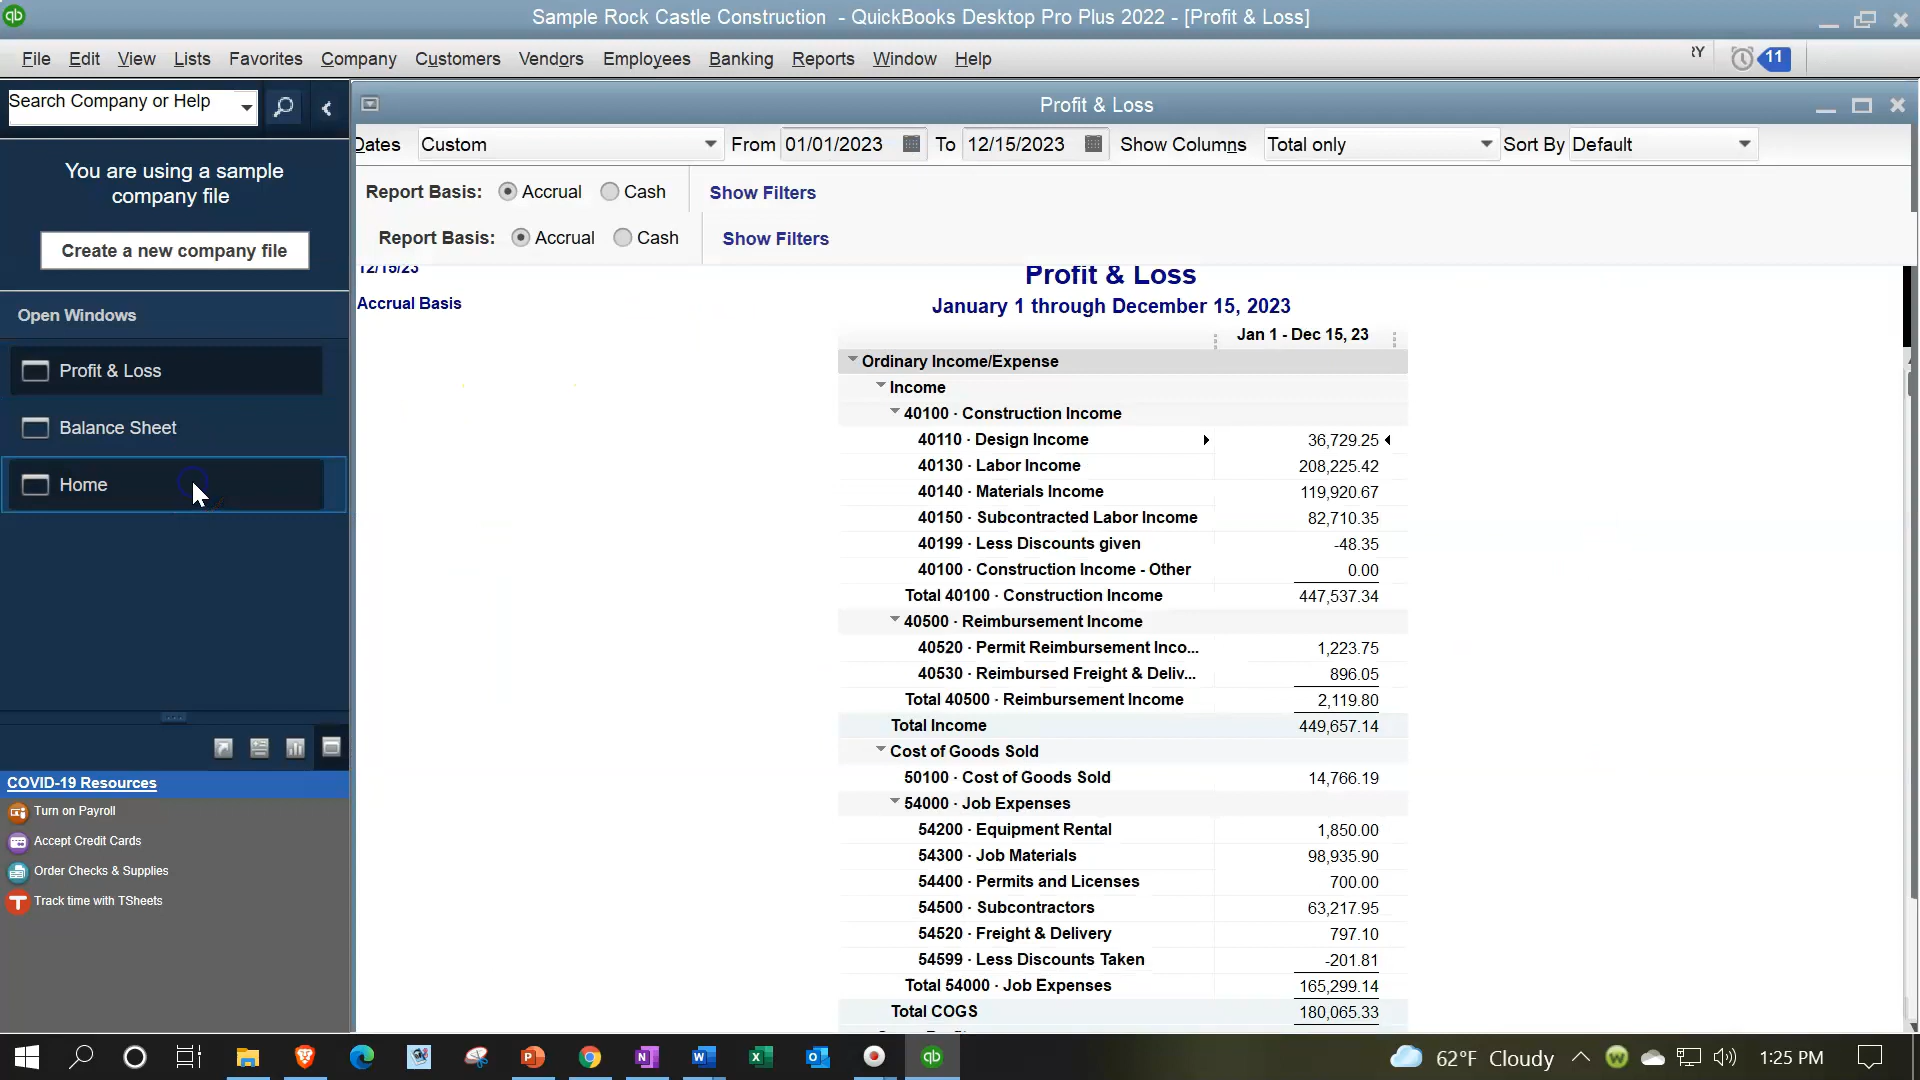 qb
Sample Rock Castle Construction - QuickBooks Desktop Pro Plus 2022 - [Profit & Loss]
File Edit View Lists Favorites Company Customers Vendors Employees Banking Reports Window Help
RY
11
Search Company or Help
Profit & Loss
You are using a sample
company file
Create a new company file
Open Windows
Profit & Loss
Balance Sheet
Home
COVID-19 Resources
Turn on Payroll
Accept Credit Cards
Order Checks & Supplies
Track time with TSheets
Dates Custom From 01/01/2023 To 12/15/2023 Show Columns Total only Sort By Default
Report Basis: Accrual Cash Show Filters
Report Basis: Accrual Cash Show Filters
12/15/23 Profit & Loss
Accrual Basis January 1 through December 15, 2023
Jan 1 - Dec 15, 23
Ordinary Income/Expense
Income
40100 · Construction Income
40110 · Design Income 36,729.25
40130 · Labor Income 208,225.42
40140 · Materials Income 119,920.67
40150 · Subcontracted Labor Income 82,710.35
40199 · Less Discounts given -48.35
40100 · Construction Income - Other 0.00
Total 40100 · Construction Income 447,537.34
40500 · Reimbursement Income
40520 · Permit Reimbursement Inco... 1,223.75
40530 · Reimbursed Freight & Deliv... 896.05
Total 40500 · Reimbursement Income 2,119.80
Total Income 449,657.14
Cost of Goods Sold
50100 · Cost of Goods Sold 14,766.19
54000 · Job Expenses
54200 · Equipment Rental 1,850.00
54300 · Job Materials 98,935.90
54400 · Permits and Licenses 700.00
54500 · Subcontractors 63,217.95
54520 · Freight & Delivery 797.10
54599 · Less Discounts Taken -201.81
Total 54000 · Job Expenses 165,299.14
Total COGS 180,065.33
62°F Cloudy 1:25 PM